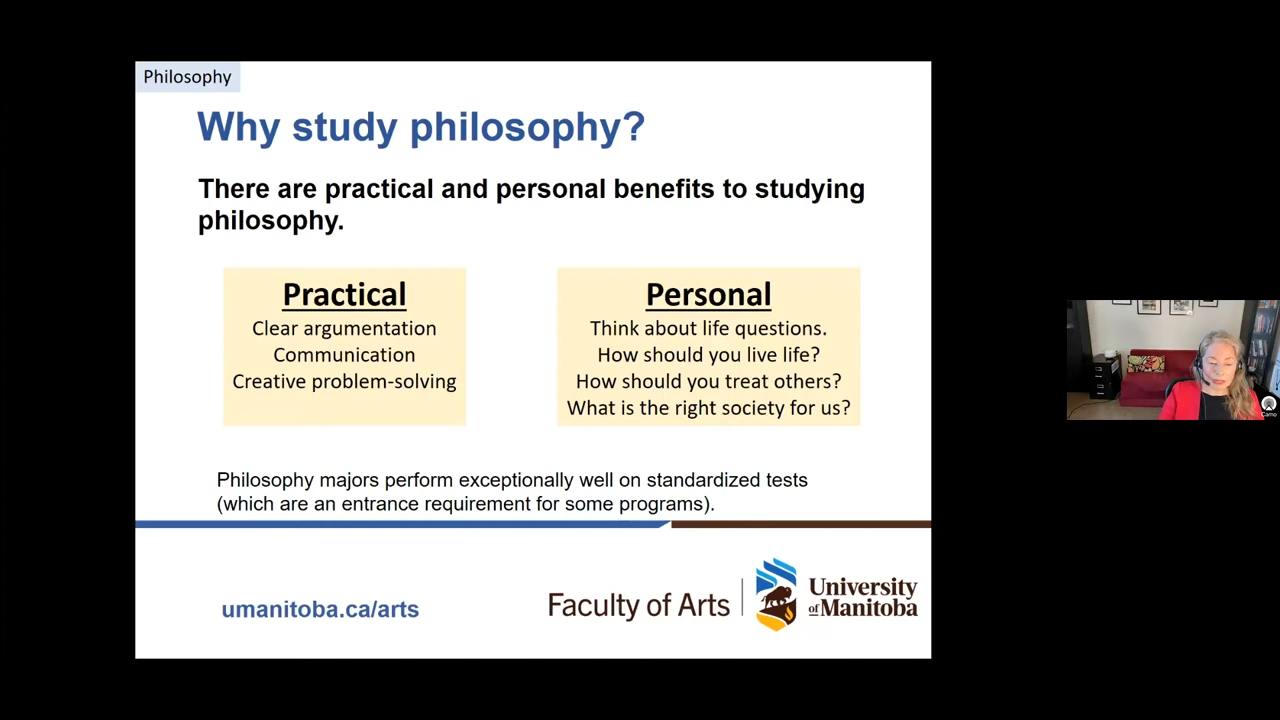 Philosophy
Why study philosophy?
There are practical and personal benefits to studying
philosophy.
Practical
Clear argumentation
Communication
Creative problem-solving
Personal
Think about life questions.
How should you live life?
How should you treat others?
What is the right society for us?
Philosophy majors perform exceptionally well on standardized tests
(which are an entrance requirement for some programs).
umanitoba.ca/arts
Faculty of Arts
University
of Manitoba
Camo